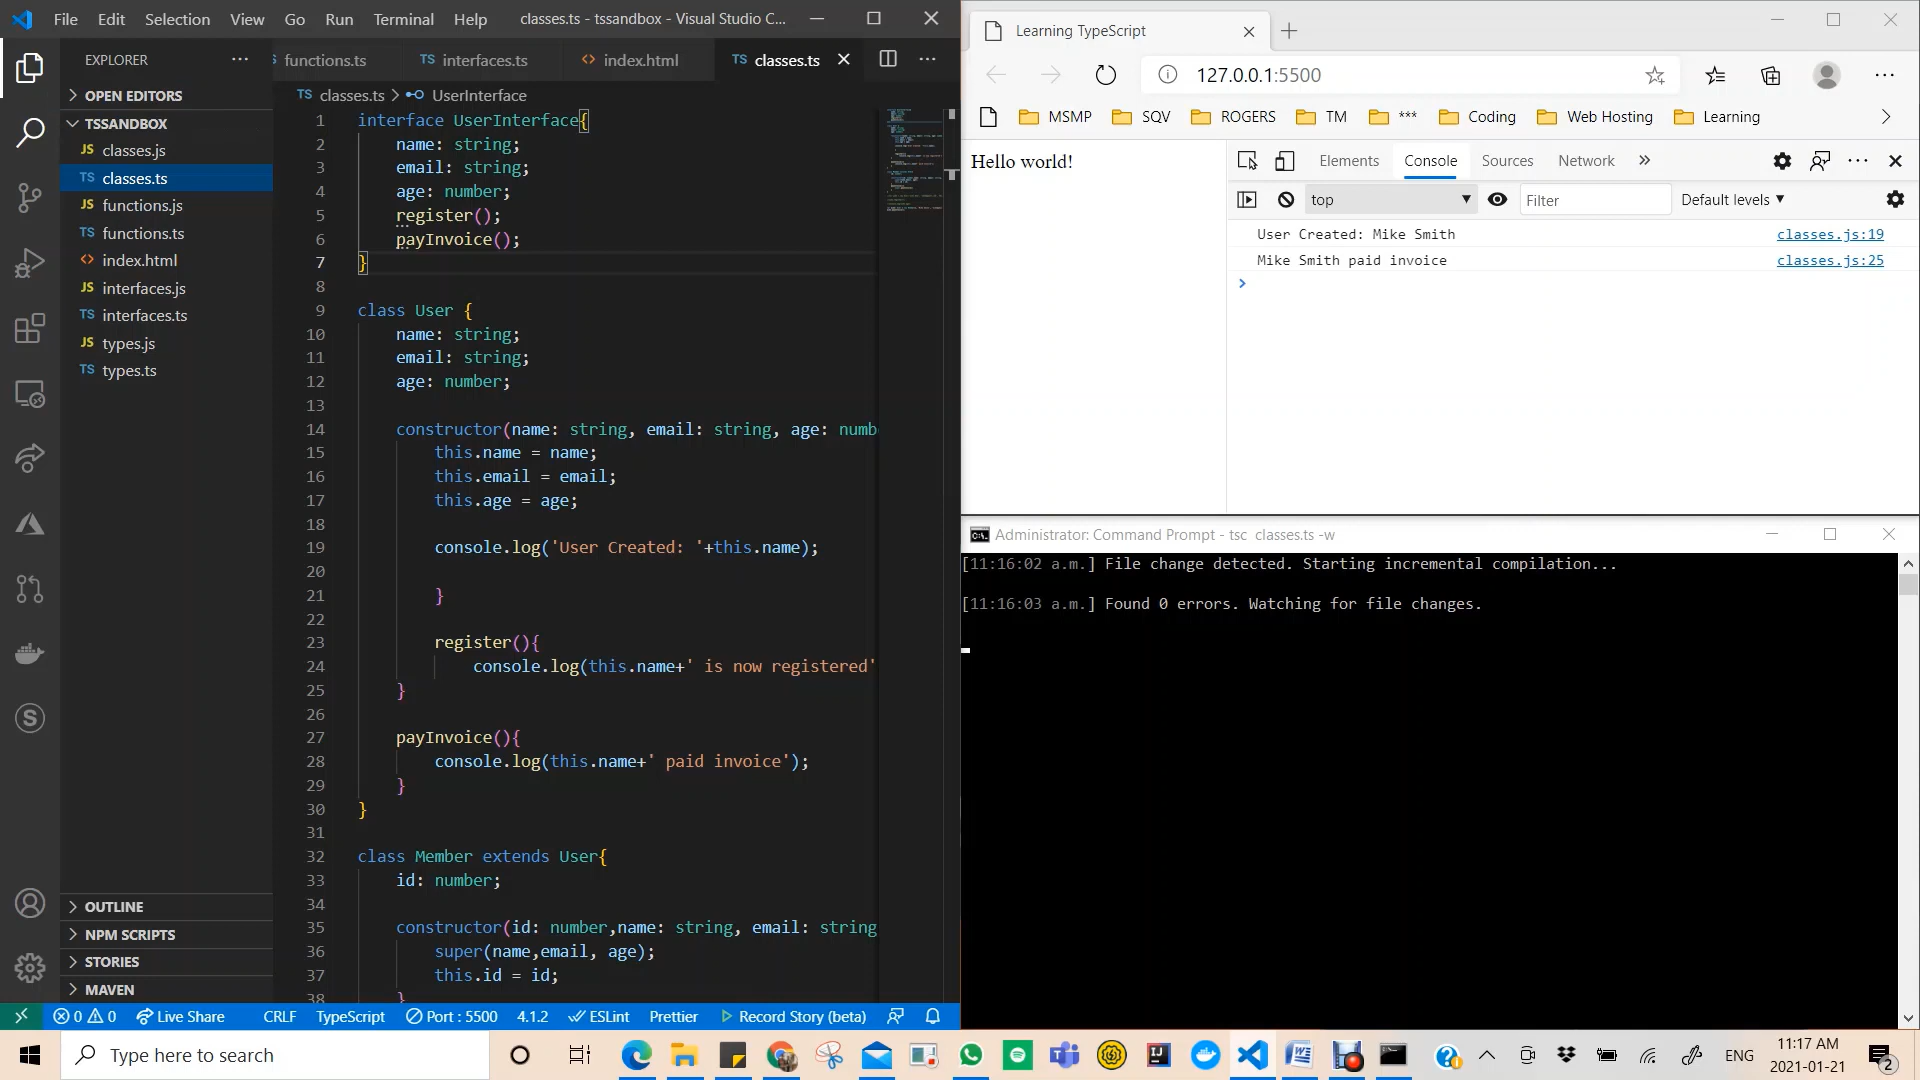 File Edit Selection View Go Run Terminal Help classes.ts - tssandbox - Visual Studio C...
EXPLORER
functions.ts
TS interfaces.ts
<> index.html
TS classes.ts
OPEN EDITORS
TSSANDBOX
JS classes.js
TS classes.ts
JS functions.js
TS functions.ts
<> index.html
JS interfaces.js
TS interfaces.ts
JS types.js
TS types.ts
OUTLINE
NPM SCRIPTS
STORIES
MAVEN
TS classes.ts > UserInterface
1 interface UserInterface{
2 name: string;
3 email: string;
4 age: number;
5 register();
6 payInvoice();
7 }
8
9 class User {
10 name: string;
11 email: string;
12 age: number;
13
14 constructor(name: string, email: string, age: numb
15 this.name = name;
16 this.email = email;
17 this.age = age;
18
19 console.log('User Created: '+this.name);
20
21 }
22
23 register(){
24 console.log(this.name+' is now registered'
25 }
26
27 payInvoice(){
28 console.log(this.name+' paid invoice');
29 }
30 }
31
32 class Member extends User{
33 id: number;
34
35 constructor(id: number,name: string, email: string
36 super(name,email, age);
37 this.id = id;
38 }
0 0 Live Share CRLF TypeScript Port : 5500 4.1.2 ESLint Prettier Record Story (beta)
Learning TypeScript
127.0.0.1:5500
MSMP SQV ROGERS TM *** Coding Web Hosting Learning
Hello world!
Elements Console Sources Network »
top Filter Default levels
User Created: Mike Smith classes.js:19
Mike Smith paid invoice classes.js:25
Administrator: Command Prompt - tsc classes.ts -w
[11:16:02 a.m.] File change detected. Starting incremental compilation...
[11:16:03 a.m.] Found 0 errors. Watching for file changes.
Type here to search
ENG
11:17 AM
2021-01-21
2